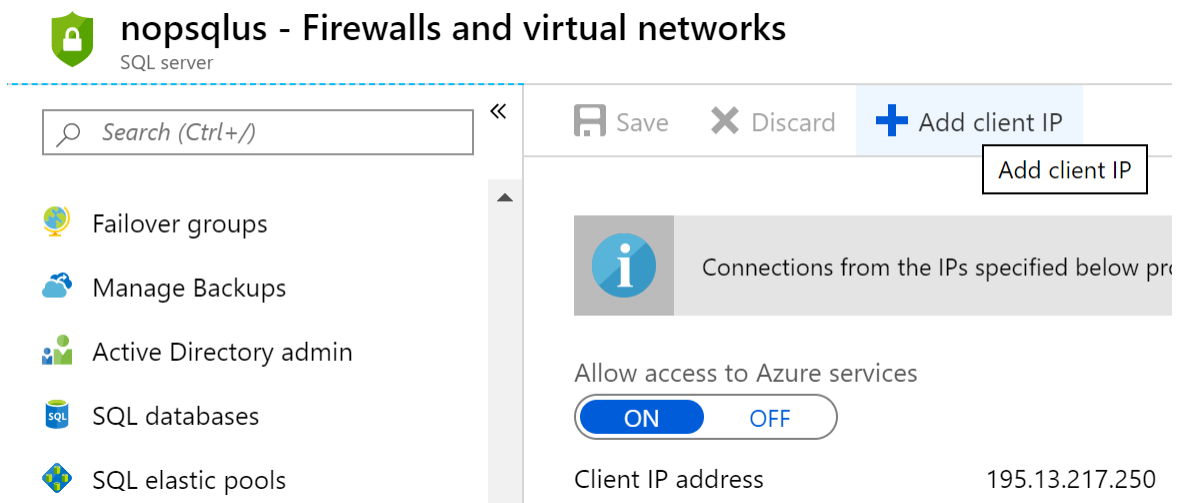 nopsqlus - Firewalls and virtual networks
SQL server
Search (Ctrl+/)
Failover groups
Manage Backups
Active Directory admin
SQL
SQL databases
SQL elastic pools
Save
Discard
Add client IP
Add client IP
Connections from the IPs specified below pro
Allow access to Azure services
ON OFF
Client IP address 195.13.217.250